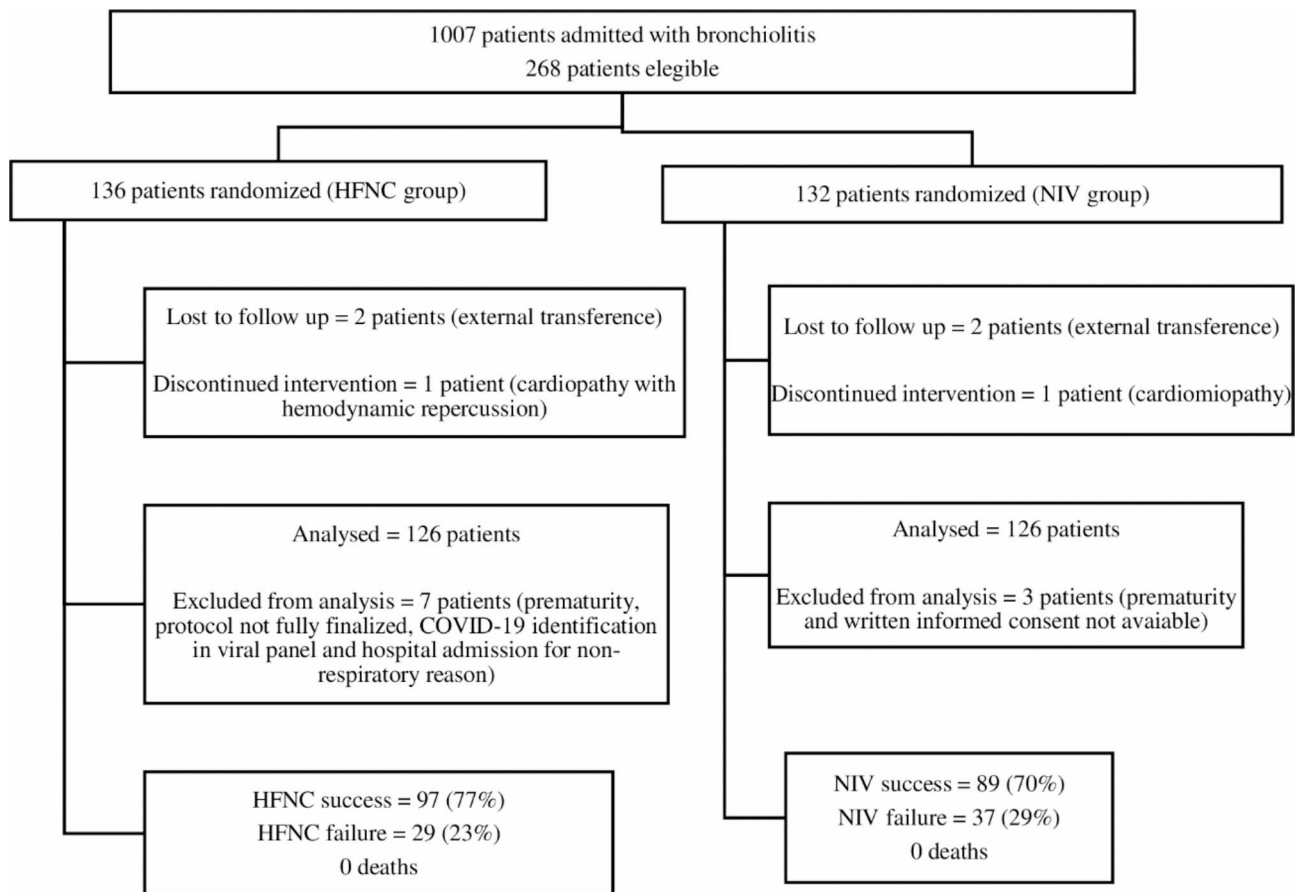 1007 patients admitted with bronchiolitis
268 patients elegible
136 patients randomized (HFNC group)
132 patients randomized (NIV group)
Lost to follow up = 2 patients (external transference)
Discontinued intervention = 1 patient (cardiopathy with
hemodynamic repercussion)
Lost to follow up = 2 patients (external transference)
Discontinued intervention = 1 patient (cardiomiopathy)
Analysed = 126 patients
Excluded from analysis = 7 patients (prematurity,
protocol not fully finalized, COVID-19 identification
in viral panel and hospital admission for non-
respiratory reason)
Analysed = 126 patients
Excluded from analysis = 3 patients (prematurity
and written informed consent not avaiable)
HFNC success = 97 (77%)
HFNC failure = 29 (23%)
0 deaths
NIV success = 89 (70%)
NIV failure = 37 (29%)
0 deaths